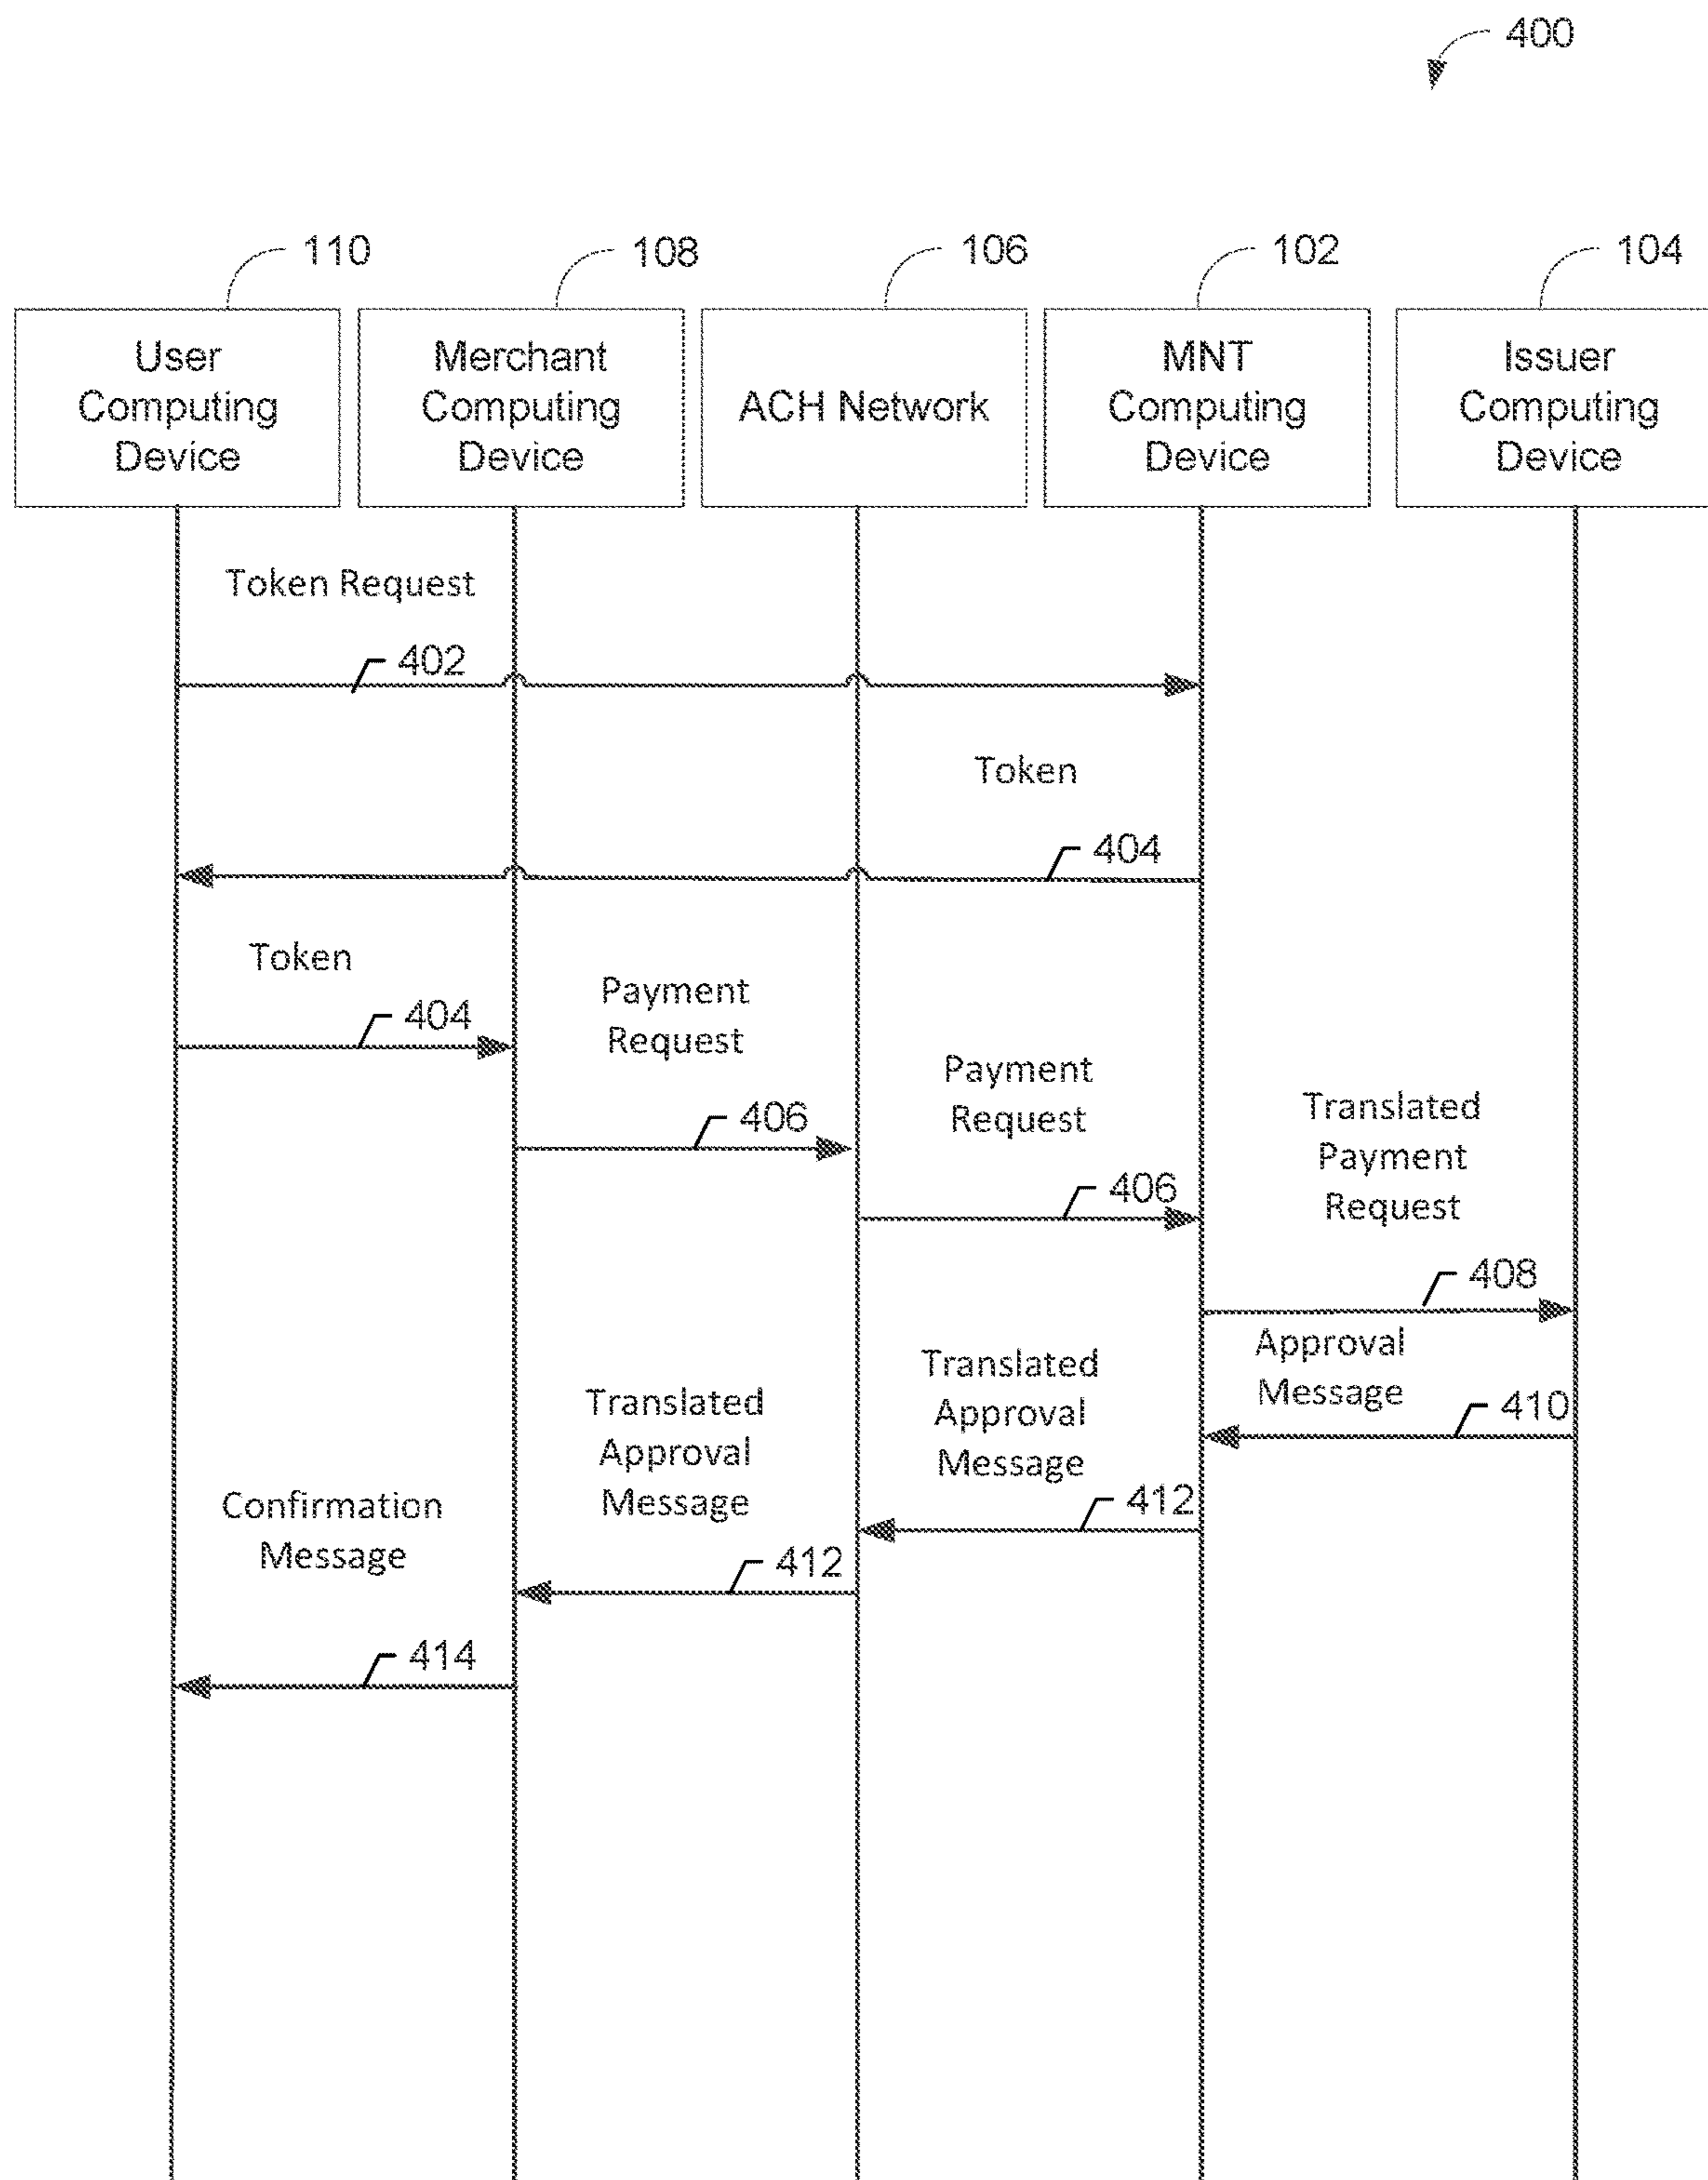 400
110
108
106
102
104
User
Computing
Device
Merchant
Computing
Device
ACH Network
MNT
Computing
Device
Issuer
Computing
Device
Token Request
402
Token
404
Token
404
Payment
Request
406
Payment
Request
406
Translated
Payment
Request
408
Approval
Message
410
Translated
Approval
Message
412
Translated
Approval
Message
412
Confirmation
Message
414